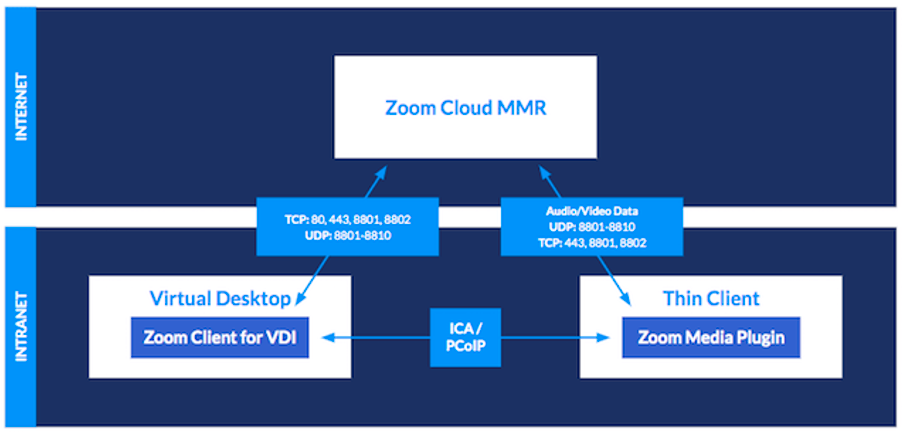 INTERNET
Zoom Cloud MMR
TCP: 80, 443, 8801, 8802
UDP: 8801-8810
Audio/Video Data
UDP: 8801-8810
TCP: 443, 8801, 8802
INTRANET
Virtual Desktop
Zoom Client for VDI
ICA /
PCoIP
Thin Client
Zoom Media Plugin